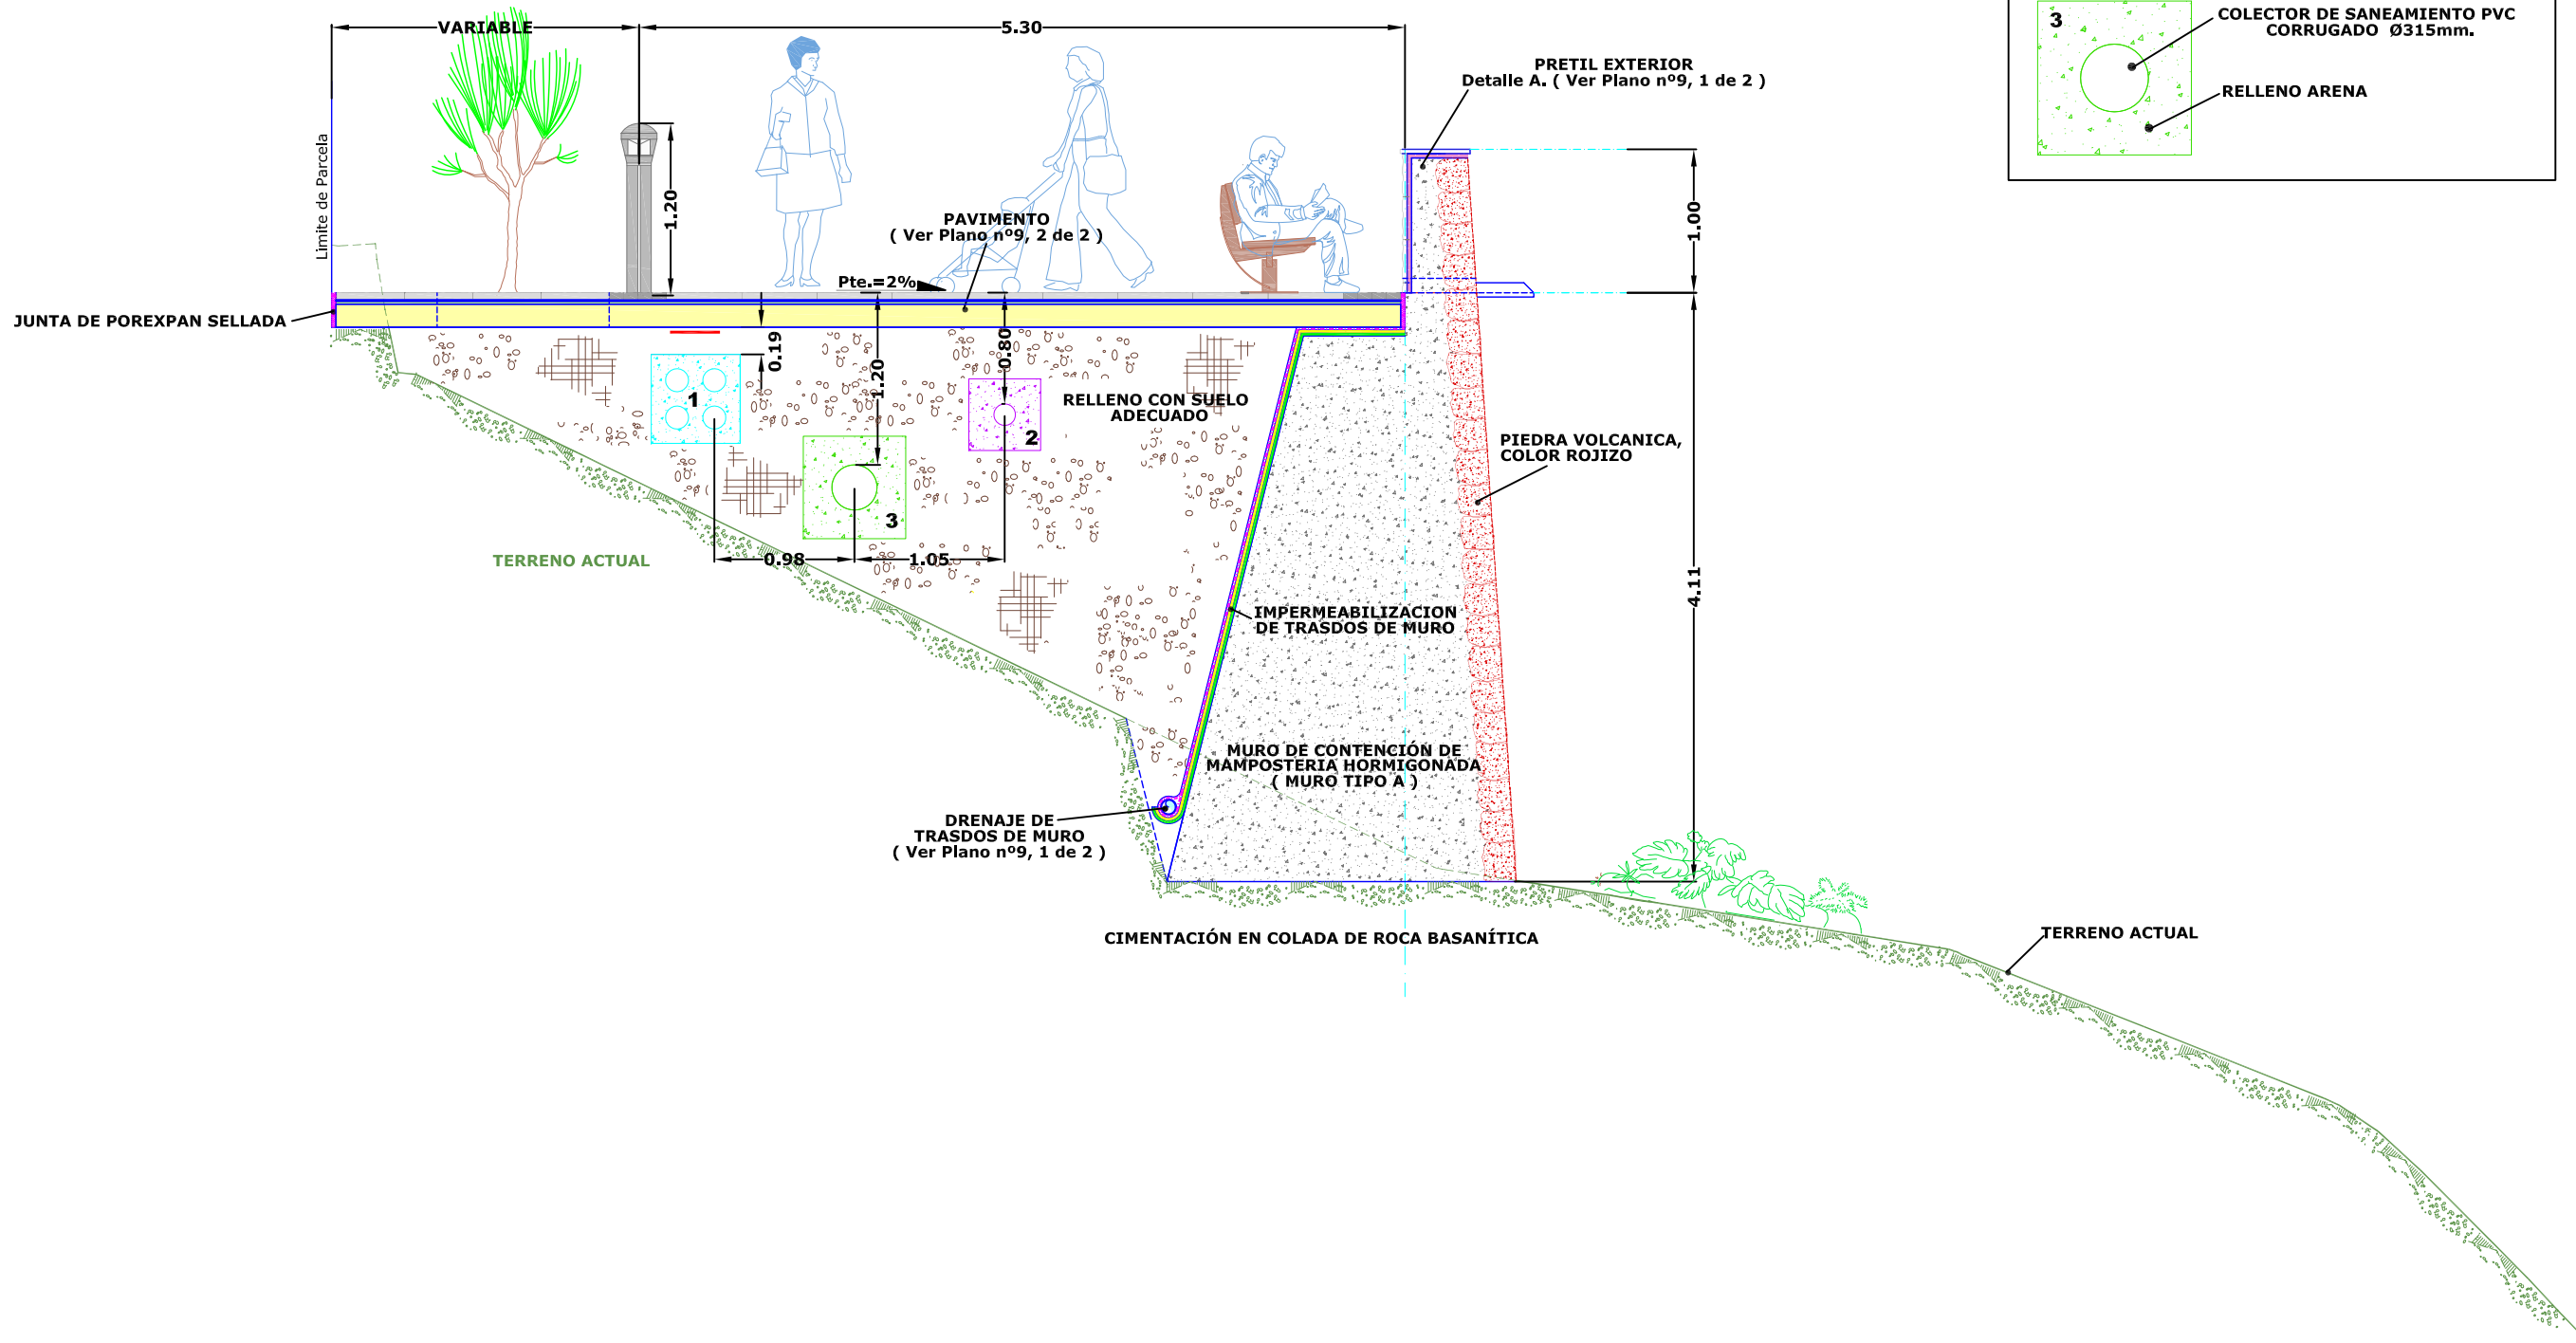 VARIABLE
5.30
3
COLECTOR DE SANEAMIENTO PVC
CORRUGADO Ø315mm.
RELLENO ARENA
PRETIL EXTERIOR
Detalle A. ( Ver Plano nº9, 1 de 2 )
Limite de Parcela
1.20
PAVIMENTO
( Ver Plano nº9, 2 de 2 )
1.00
Pte.=2%
JUNTA DE POREXPAN SELLADA
0.19
1.20
0.80
1
2
3
RELLENO CON SUELO
ADECUADO
PIEDRA VOLCANICA,
COLOR ROJIZO
TERRENO ACTUAL
0.98
1.05
4.11
IMPERMEABILIZACION
DE TRASDOS DE MURO
MURO DE CONTENCIÓN DE
MAMPOSTERIA HORMIGONADA
( MURO TIPO A )
DRENAJE DE
TRASDOS DE MURO
( Ver Plano nº9, 1 de 2 )
CIMENTACIÓN EN COLADA DE ROCA BASANÍTICA
TERRENO ACTUAL